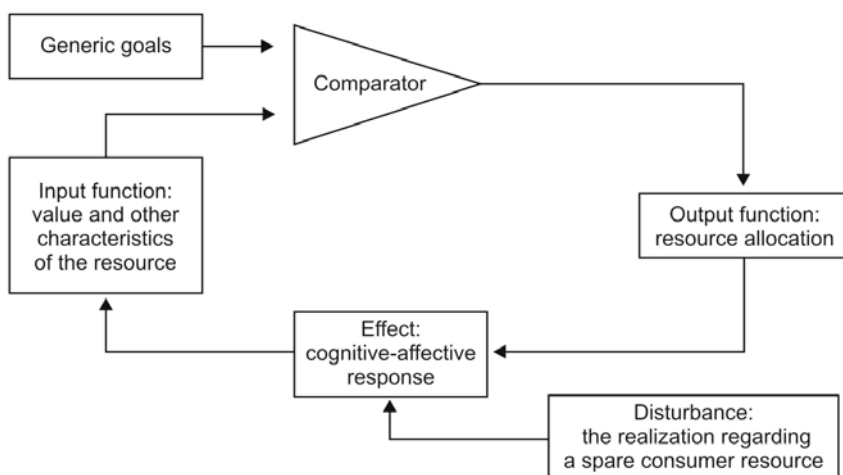 Generic goals
Comparator
Input function:
value and other
characteristics
of the resource
Output function:
resource allocation
Effect:
cognitive-affective
response
Disturbance:
the realization regarding
a spare consumer resource